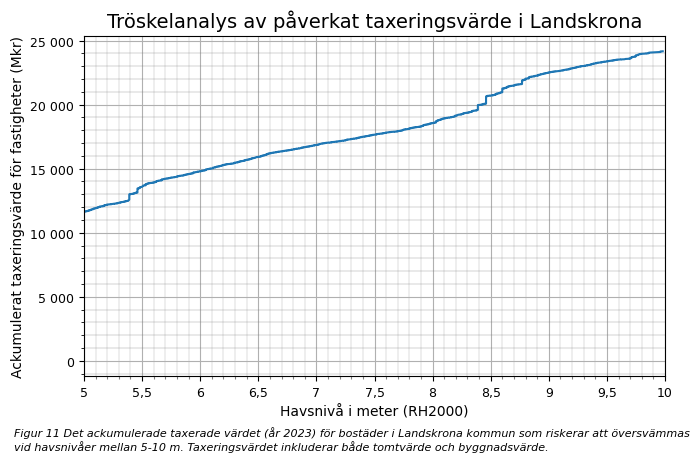 Tröskelanalys av påverkat taxeringsvärde i Landskrona
Ackumulerat taxeringsvärde för fastigheter (Mkr)
25 000
20 000
15 000
10 000
5 000
0
5 5,5 6 6,5 7 7,5 8 8,5 9 9,5 10
Havsnivå i meter (RH2000)
Figur 11 Det ackumulerade taxerade värdet (år 2023) för bostäder i Landskrona kommun som riskerar att översvämmas
vid havsnivåer mellan 5-10 m. Taxeringsvärdet inkluderar både tomtvärde och byggnadsvärde.